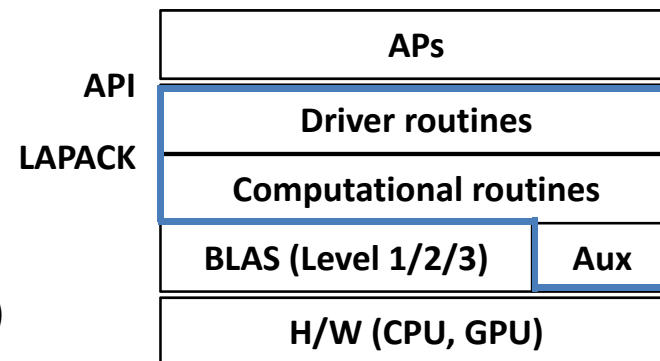 APs
API
Driver routines
LAPACK
Computational routines
BLAS (Level 1/2/3) Aux
)
H/W (CPU, GPU)